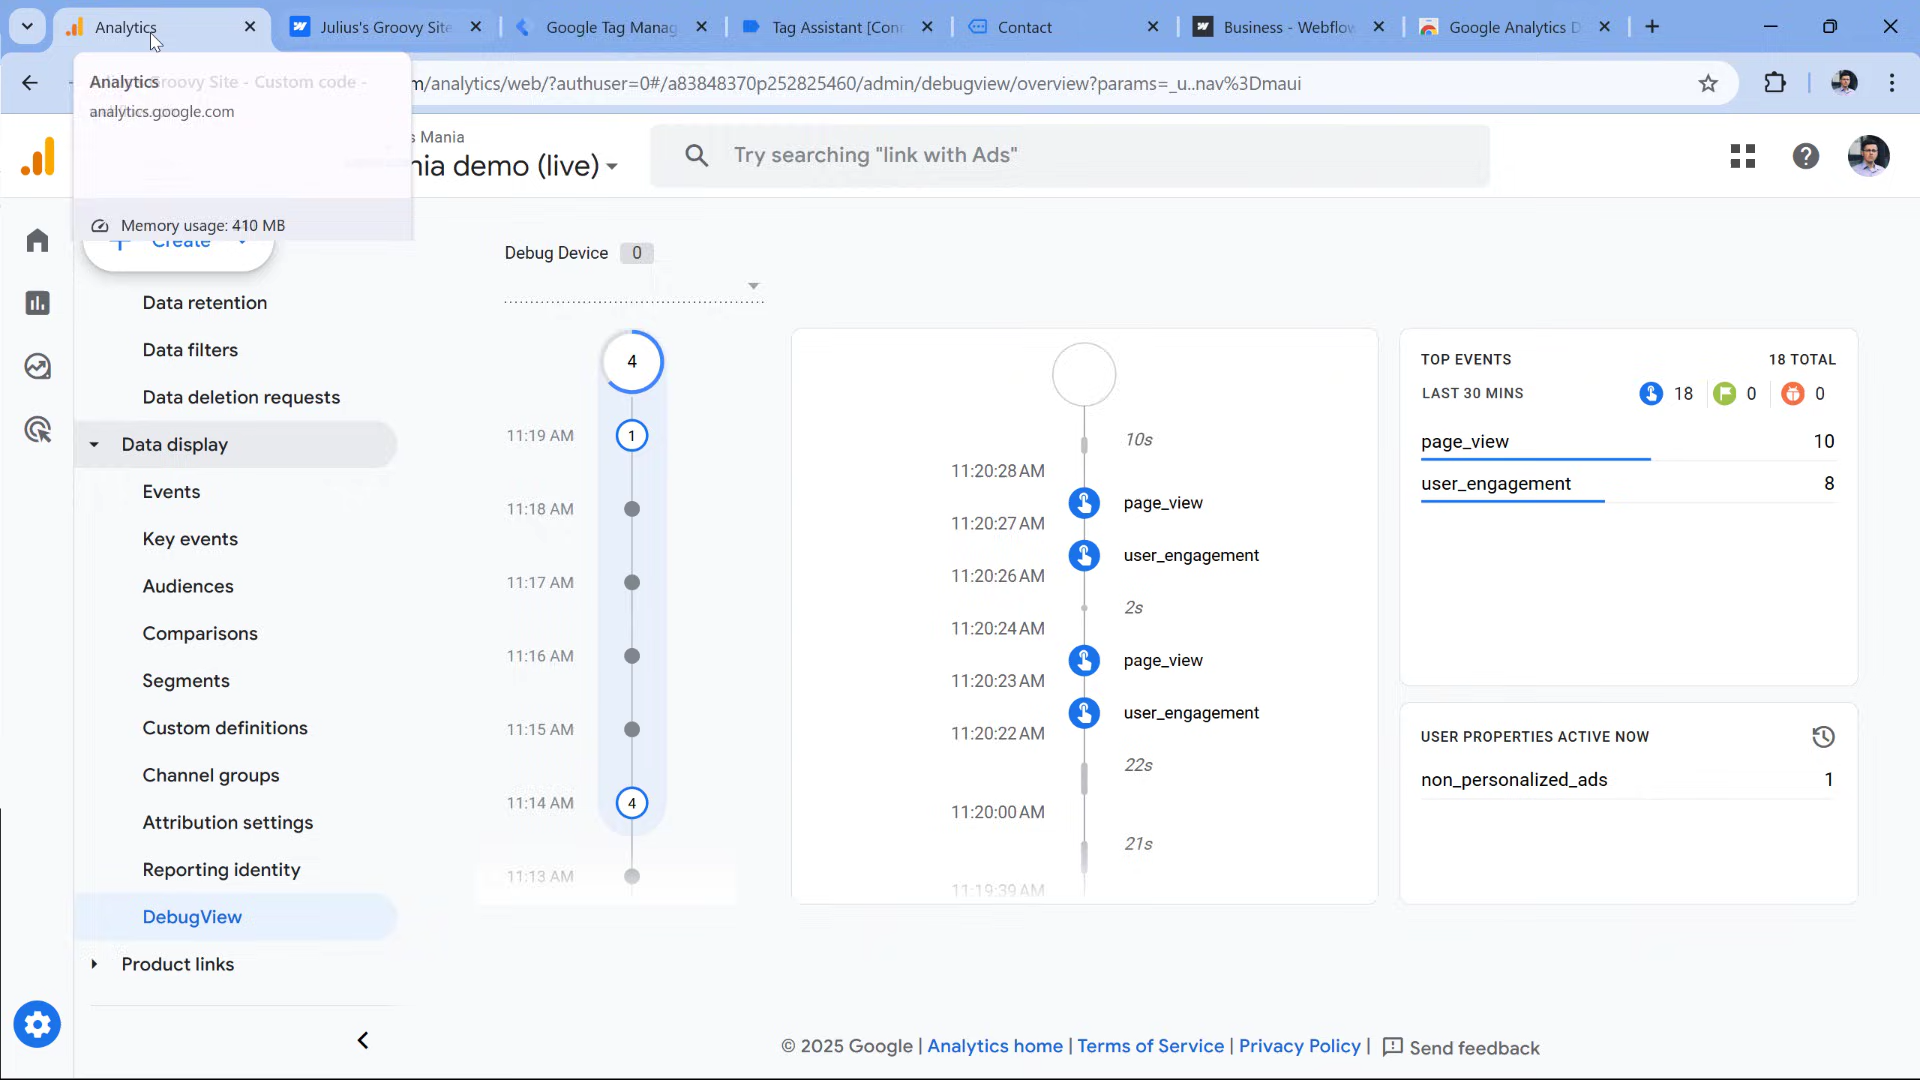 Analytics
Julius's Groovy Site
Google Tag Manag
Tag Assistant [Conn
Contact
Business - Webflow
Google Analytics D
m/analytics/web/?authuser=0#/a83848370p252825460/admin/debugview/overview?params=_u..nav%3Dmaui
Analytics
Groovy Site - Custom code -
analytics.google.com
Memory usage: 410 MB
s Mania
nia demo (live)
Try searching "link with Ads"
Create
Data retention
Data filters
Data deletion requests
Data display
Events
Key events
Audiences
Comparisons
Segments
Custom definitions
Channel groups
Attribution settings
Reporting identity
DebugView
Product links
Debug Device 0
4
11:19 AM 1
11:18 AM
11:17 AM
11:16 AM
11:15 AM
11:14 AM 4
11:13 AM
10s
11:20:28 AM
page_view
11:20:27 AM
user_engagement
11:20:26 AM
2s
11:20:24 AM
page_view
11:20:23 AM
user_engagement
11:20:22 AM
22s
11:20:00 AM
21s
11:19:39 AM
TOP EVENTS 18 TOTAL
LAST 30 MINS 18 0 0
page_view 10
user_engagement 8
USER PROPERTIES ACTIVE NOW
non_personalized_ads 1
© 2025 Google | Analytics home | Terms of Service | Privacy Policy | Send feedback